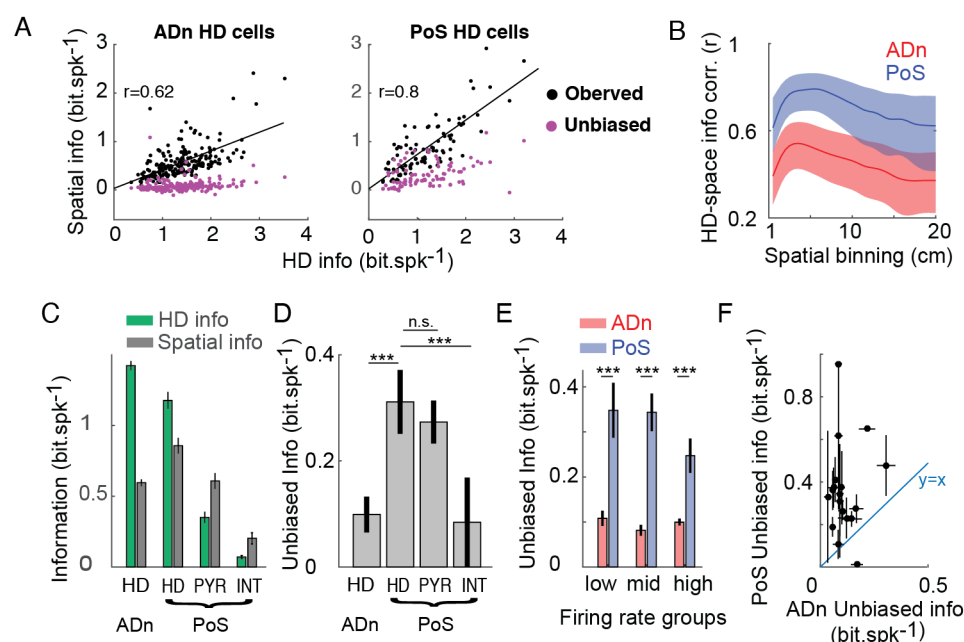 A
ADn HD cells
PoS HD cells
Spatial info (bit.spk⁻¹)
3
2
1
0
r=0.62
0 1 2 3 4
3
2
1
0
r=0.8
0 1 2 3 4
HD info (bit.spk⁻¹)
Oberved
Unbiased
B
HD-space info corr. (r)
1
0.6
0.2
ADn
PoS
1 10 20
Spatial binning (cm)
C
HD info
Spatial info
Information (bit.spk⁻¹)
1
0.5
0
HD HD PYR INT
ADn PoS
D
n.s.
***
***
Unbiased Info (bit.spk⁻¹)
0.4
0.2
0
HD HD PYR INT
ADn PoS
E
ADn
PoS
*** *** ***
Unbiased Info (bit.spk⁻¹)
0.4
0.2
0
low mid high
Firing rate groups
F
PoS Unbiased info (bit.spk⁻¹)
0.8
0.4
0
y=x
0 0.5
ADn Unbiased info
(bit.spk⁻¹)